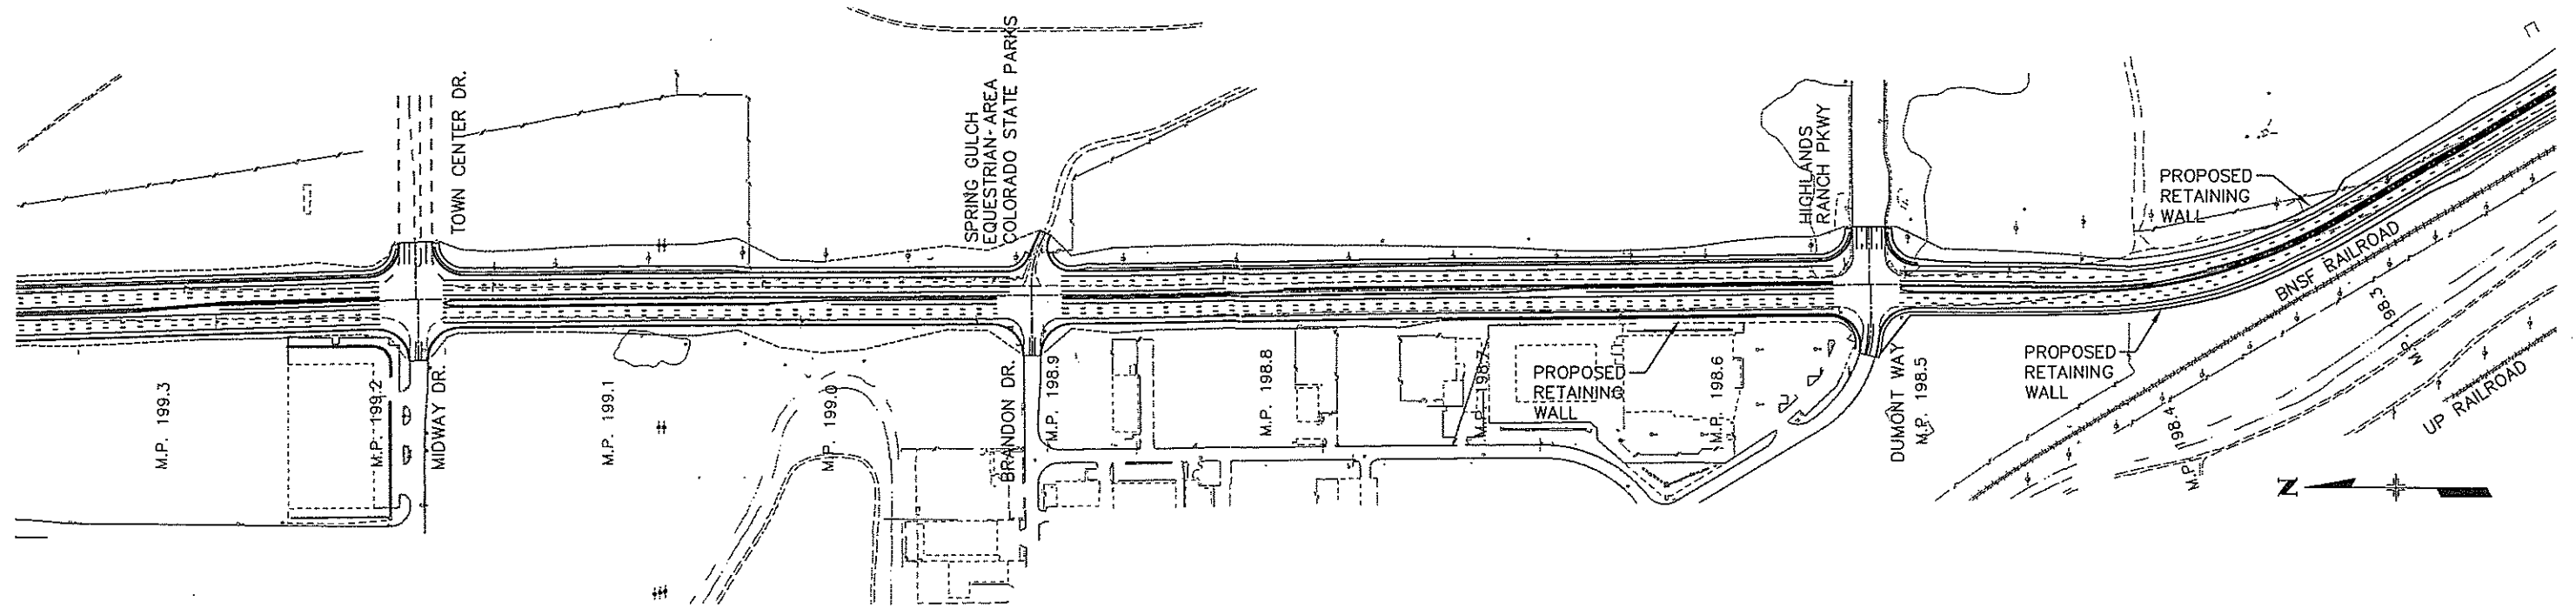 TOWN CENTER DR.
SPRING GULCH
EQUESTRIAN-AREA
COLORADO STATE PARKS
HIGHLANDS
RANCH PKWY
PROPOSED
RETAINING
WALL
BNSF RAILROAD
M.P. 199.3
M.P. 199.2
MIDWAY DR.
M.P. 199.1
M.P. 199.0
BRANDON DR.
M.P. 198.9
M.P. 198.8
M.P. 198.7
PROPOSED
RETAINING
WALL
M.P. 198.6
DUMONT WAY
M.P. 198.5
PROPOSED
RETAINING
WALL
M.P. 198.4
M.P. 198.3
UP RAILROAD
N